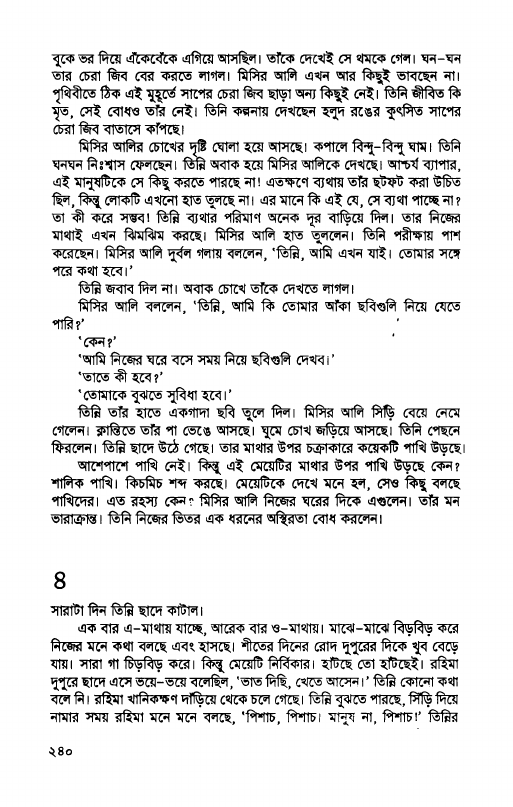 বুকে ভর দিয়ে এঁকেবেঁকে এগিয়ে আসছিল। তাঁকে দেখেই সে থমকে গেল। ঘন-ঘন
তার চেরা জিব বের করতে লাগল। মিসির আলি এখন আর কিছুই ভাবছেন না।
পৃথিবীতে ঠিক এই মুহূর্তে সাপের চেরা জিব ছাড়া অন্য কিছুই নেই। তিনি জীবিত কি
মৃত, সেই বোধও তাঁর নেই। তিনি কল্পনায় দেখছেন হলুদ রঙের কুৎসিত সাপের
চেরা জিব বাতাসে কাঁপছে।
মিসির আলির চোখের দৃষ্টি ঘোলা হয়ে আসছে। কপালে বিন্দু-বিন্দু ঘাম। তিনি
ঘনঘন নিঃশ্বাস ফেলছেন। তিন্নি অবাক হয়ে মিসির আলিকে দেখছে। আশ্চর্য ব্যাপার,
এই মানুষটিকে সে কিছু করতে পারছে না! এতক্ষণে ব্যথায় তাঁর ছটফট করা উচিত
ছিল, কিন্তু লোকটি এখনো হাত তুলছে না। এর মানে কি এই যে, সে ব্যথা পাচ্ছে না?
তা কী করে সম্ভব! তিন্নি ব্যথার পরিমাণ অনেক দূর বাড়িয়ে দিল। তার নিজের
মাথাই এখন ঝিমঝিম করছে। মিসির আলি হাত তুললেন। তিনি পরীক্ষায় পাশ
করেছেন। মিসির আলি দুর্বল গলায় বললেন, 'তিন্নি, আমি এখন যাই। তোমার সঙ্গে
পরে কথা হবে।'
তিন্নি জবাব দিল না। অবাক চোখে তাঁকে দেখতে লাগল।
মিসির আলি বললেন, 'তিন্নি, আমি কি তোমার আঁকা ছবিগুলি নিয়ে যেতে
পারি?'
'কেন?'
'আমি নিজের ঘরে বসে সময় নিয়ে ছবিগুলি দেখব।'
'তাতে কী হবে?'
'তোমাকে বুঝতে সুবিধা হবে।'
তিন্নি তাঁর হাতে একগাদা ছবি তুলে দিল। মিসির আলি সিঁড়ি বেয়ে নেমে
গেলেন। ক্লান্তিতে তাঁর পা ভেঙে আসছে। ঘুমে চোখ জড়িয়ে আসছে। তিনি পেছনে
ফিরলেন। তিন্নি ছাদে উঠে গেছে। তার মাথার উপর চক্রাকারে কয়েকটি পাখি উড়ছে।
আশেপাশে পাখি নেই। কিন্তু এই মেয়েটির মাথার উপর পাখি উড়ছে কেন?
শালিক পাখি। কিচমিচ শব্দ করছে। মেয়েটিকে দেখে মনে হল, সেও কিছু বলছে
পাখিদের। এত রহস্য কেন? মিসির আলি নিজের ঘরের দিকে এগুলেন। তাঁর মন
ভারাক্রান্ত। তিনি নিজের ভিতর এক ধরনের অস্থিরতা বোধ করলেন।
৪
সারাটা দিন তিন্নি ছাদে কাটাল।
এক বার এ-মাথায় যাচ্ছে, আরেক বার ও-মাথায়। মাঝে-মাঝে বিড়বিড় করে
নিজের মনে কথা বলছে এবং হাসছে। শীতের দিনের রোদ দুপুরের দিকে খুব বেড়ে
যায়। সারা গা চিড়বিড় করে। কিন্তু মেয়েটি নির্বিকার। হাঁটছে তো হাঁটছেই। রহিমা
দুপুরে ছাদে এসে ভয়ে-ভয়ে বলেছিল, 'ভাত দিছি, খেতে আসেন।' তিন্নি কোনো কথা
বলে নি। রহিমা খানিকক্ষণ দাঁড়িয়ে থেকে চলে গেছে। তিন্নি বুঝতে পারছে, সিঁড়ি দিয়ে
নামার সময় রহিমা মনে মনে বলছে, 'পিশাচ, পিশাচ। মানুষ না, পিশাচ!' তিন্নির
২৪০